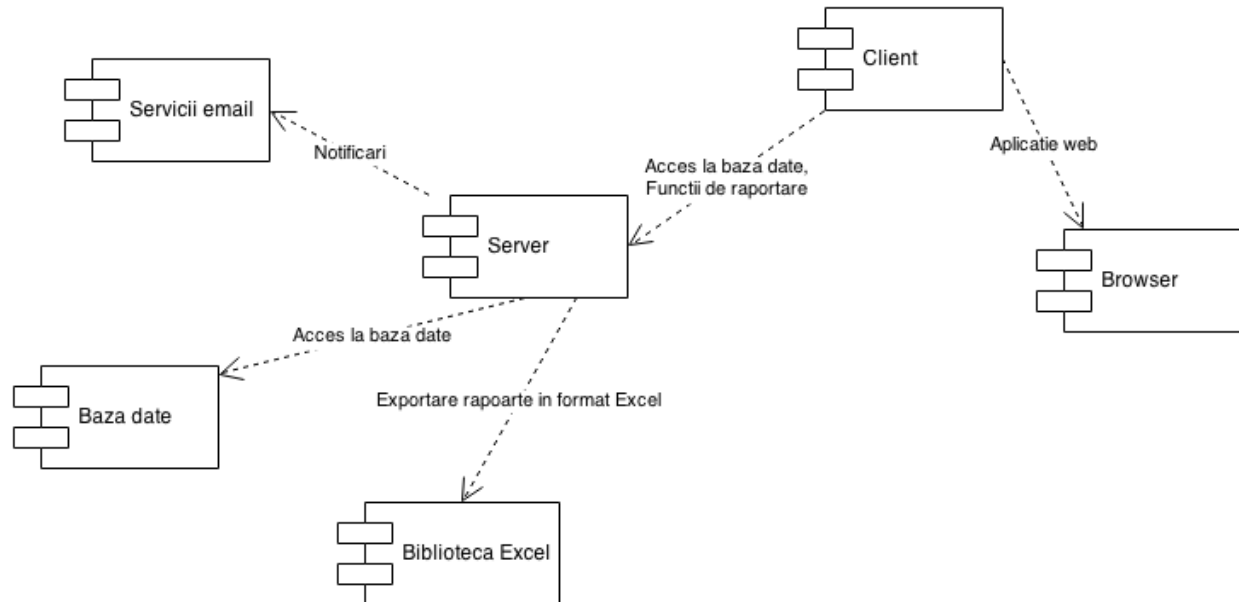 Client
Servicii email
Aplicatie web
Notificari
Acces la baza date,
Functii de raportare
Server
Browser
Acces la baza date
Exportare rapoarte in format Excel
Baza date
Biblioteca Excel